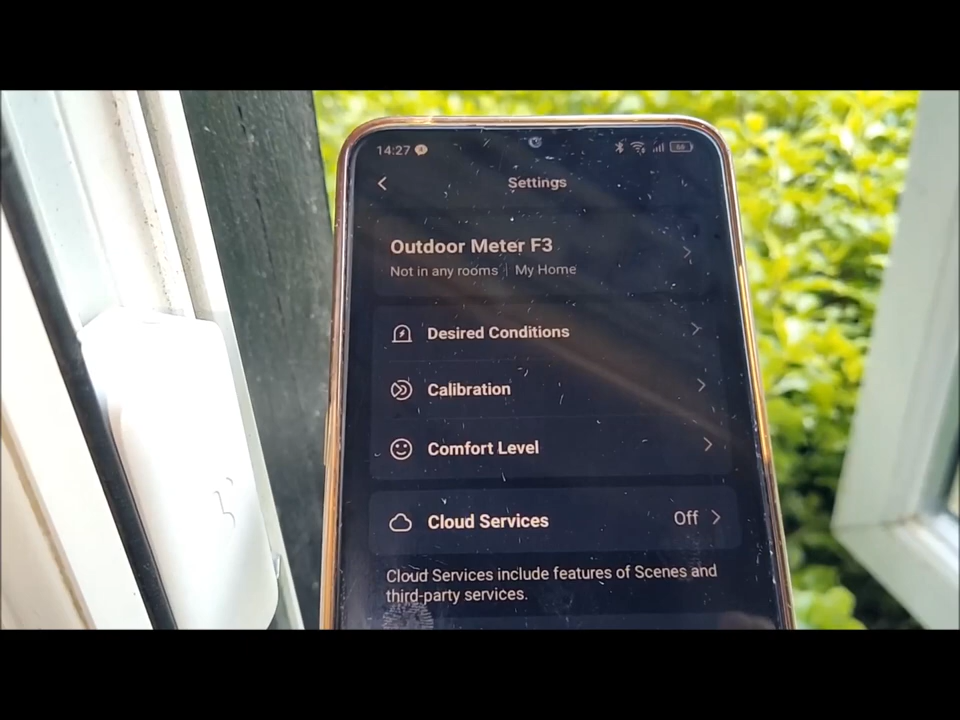 14:27
66
Settings
Outdoor Meter F3
Not in any rooms | My Home
Desired Conditions
Calibration
Comfort Level
Cloud Services Off
Cloud Services include features of Scenes and
third-party services.